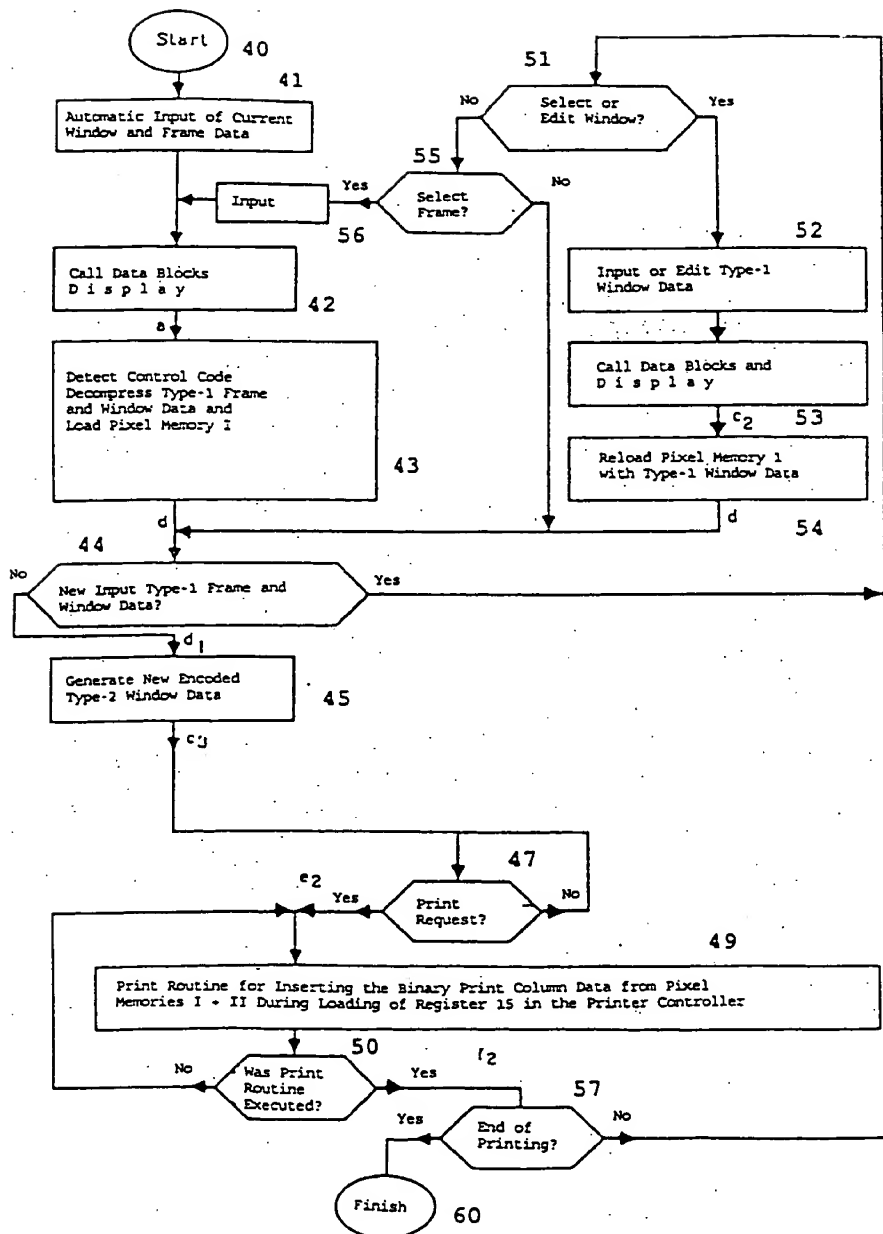 Start
40
41
Automatic Input of Current
Window and Frame Data
51
Select or
Edit Window?
No
Yes
55
Select
Frame?
Yes
No
Input
56
Call Data Blocks
D i s p l a y
42
a
52
Input or Edit Type-1
Window Data
Detect Control Code
Decompress Type-1 Frame
and Window Data and
Load Pixel Memory I
43
Call Data Blocks and
D i s p l a y
c2
53
Reload Pixel Memory 1
with Type-1 Window Data
d
54
d
44
No
New Input Type-1 Frame and
Window Data?
Yes
d1
Generate New Encoded
Type-2 Window Data
45
c3
47
e2
Yes
Print
Request?
No
49
Print Routine for Inserting the Binary Print Column Data from Pixel
Memories I + II During Loading of Register 15 in the Printer Controller
50
No
Was Print
Routine
Executed?
Yes
f2
57
Yes
End of
Printing?
No
Finish
60